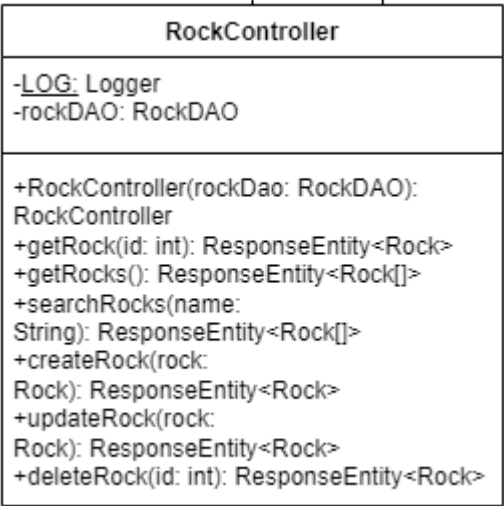 RockController
-LOG: Logger
-rockDAO: RockDAO
+RockController(rockDao: RockDAO):
RockController
+getRock(id: int): ResponseEntity<Rock>
+getRocks(): ResponseEntity<Rock[]>
+searchRocks(name:
String): ResponseEntity<Rock[]>
+createRock(rock:
Rock): ResponseEntity<Rock>
+updateRock(rock:
Rock): ResponseEntity<Rock>
+deleteRock(id: int): ResponseEntity<Rock>